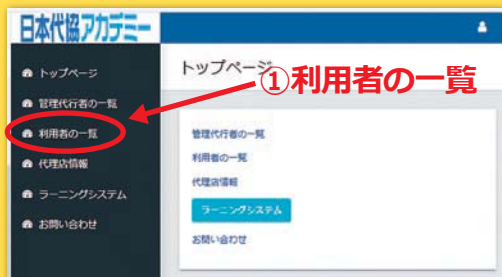 日本代協アカデミー
トップページ
管理代行者の一覧
利用者の一覧
代理店情報
ラーニングシステム
お問い合わせ
トップページ
①利用者の一覧
管理代行者の一覧
利用者の一覧
代理店情報
ラーニングシステム
お問い合わせ